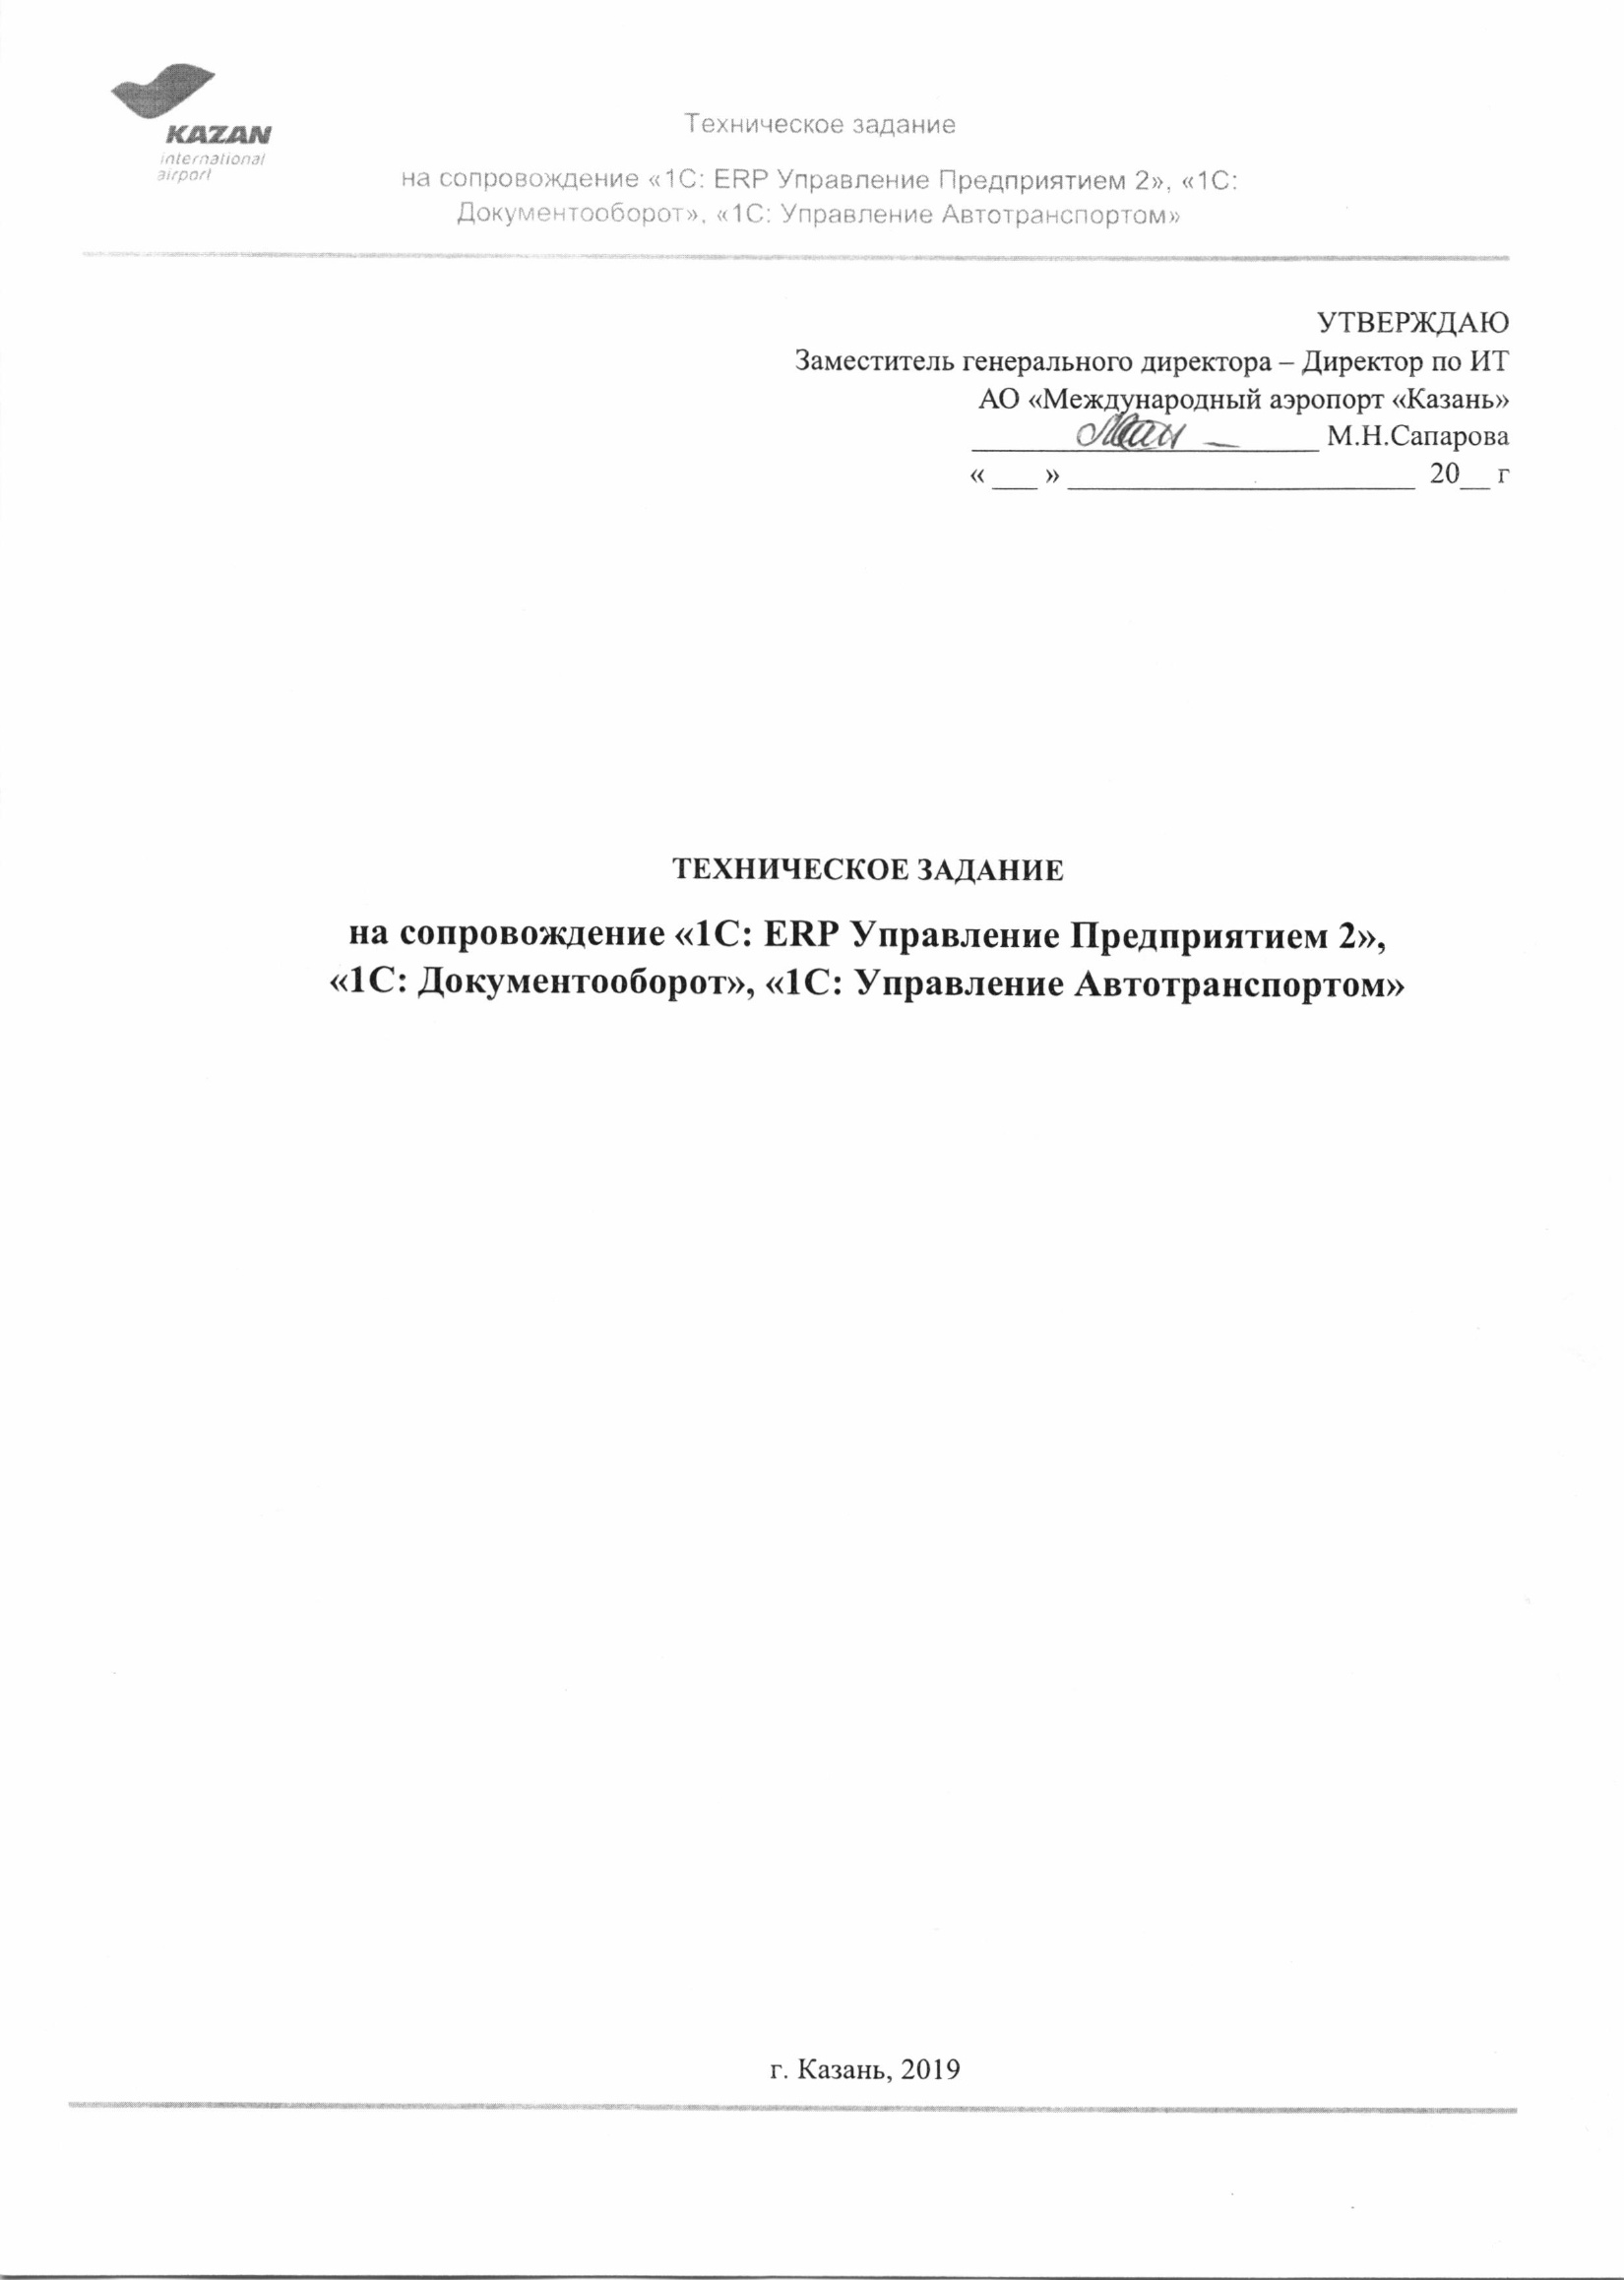 KAZAN
international
airport
Техническое задание
на сопровождение «1С: ERP Управление Предприятием 2», «1С:
Документооборот», «1С: Управление Автотранспортом»
УТВЕРЖДАЮ
Заместитель генерального директора – Директор по ИТ
АО «Международный аэропорт «Казань»
_______________________ М.Н.Сапарова
« ___ » _______________________ 20__ г
ТЕХНИЧЕСКОЕ ЗАДАНИЕ
на сопровождение «1С: ERP Управление Предприятием 2»,
«1С: Документооборот», «1С: Управление Автотранспортом»
г. Казань, 2019